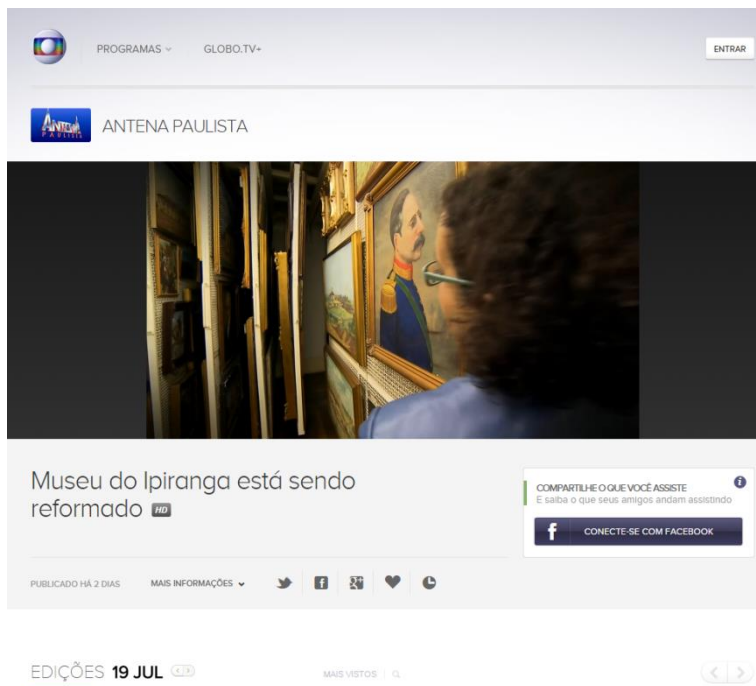 PROGRAMAS GLOBO.TV+ ENTRAR
ANTENA PAULISTA ANTENA PAULISTA
Museu do Ipiranga está sendo
reformado HD
COMPARTILHE O QUE VOCÊ ASSISTE
E saiba o que seus amigos andam assistindo
f CONECTE-SE COM FACEBOOK
PUBLICADO HÁ 2 DIAS MAIS INFORMAÇÕES
EDIÇÕES 19 JUL MAIS VISTOS